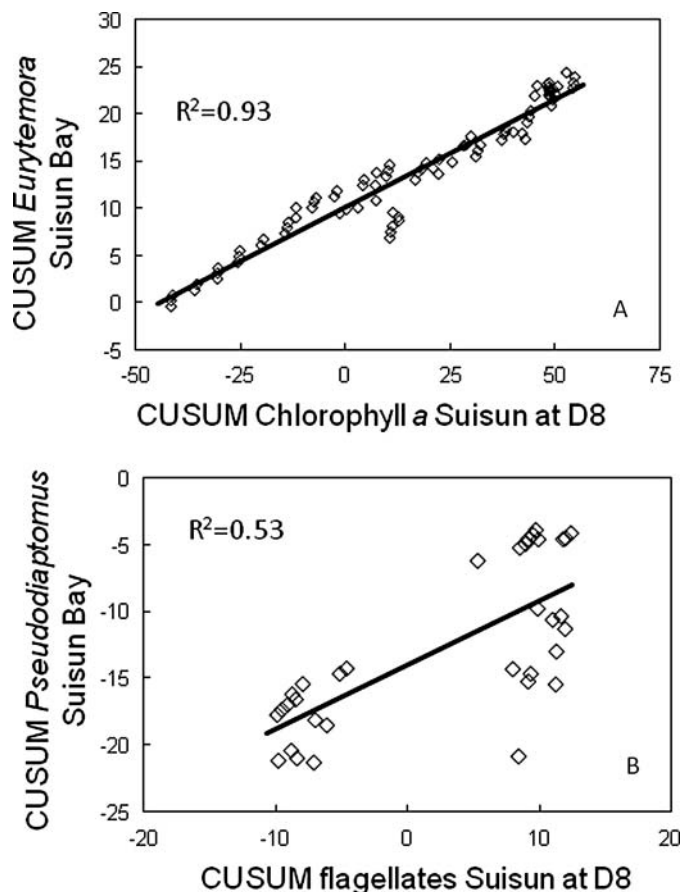 CUSUM Eurytemora
Suisun Bay
30
25
20
15
10
5
0
-5
R²=0.93
A
-50 -25 0 25 50 75
CUSUM Chlorophyll a Suisun at D8
CUSUM Pseudodiaptomus
Suisun Bay
0
-5
-10
-15
-20
-25
R²=0.53
B
-20 -10 0 10 20
CUSUM flagellates Suisun at D8